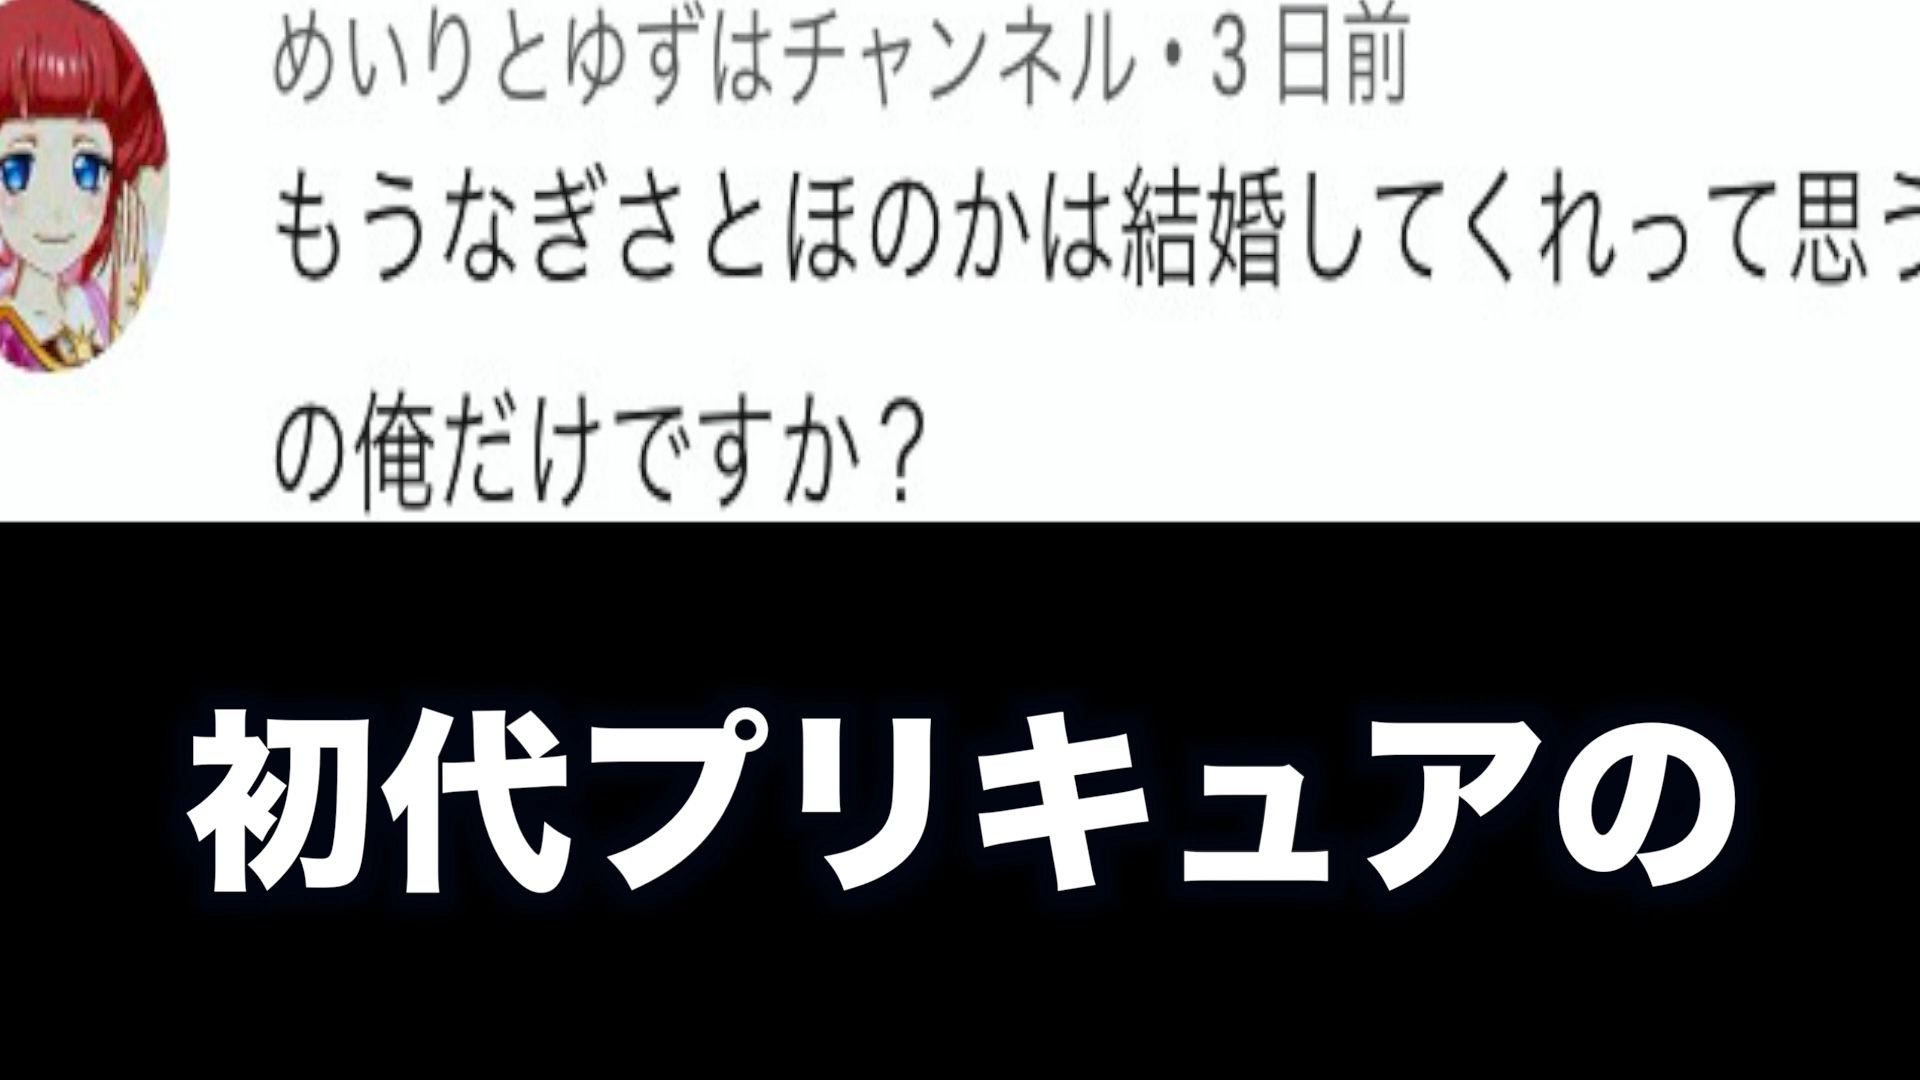 めいりとゆずはチャンネル・3 日前
もうなぎさとほのかは結婚してくれって思う
の俺だけですか？
初代プリキュアの